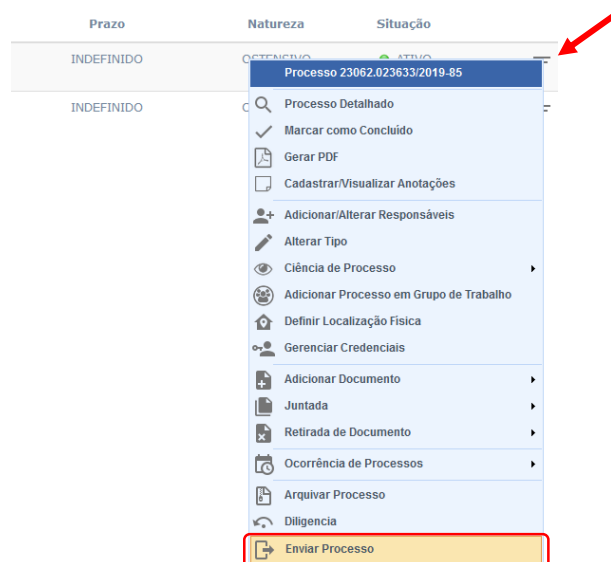 Prazo Natureza Situação
INDEFINIDO OSTENSIVO ATIVO
Processo 23062.023633/2019-85
INDEFINIDO
Processo Detalhado
Marcar como Concluído
Gerar PDF
Cadastrar/Visualizar Anotações
Adicionar/Alterar Responsáveis
Alterar Tipo
Ciência de Processo
Adicionar Processo em Grupo de Trabalho
Definir Localização Física
Gerenciar Credenciais
Adicionar Documento
Juntada
Retirada de Documento
Ocorrência de Processos
Arquivar Processo
Diligencia
Enviar Processo